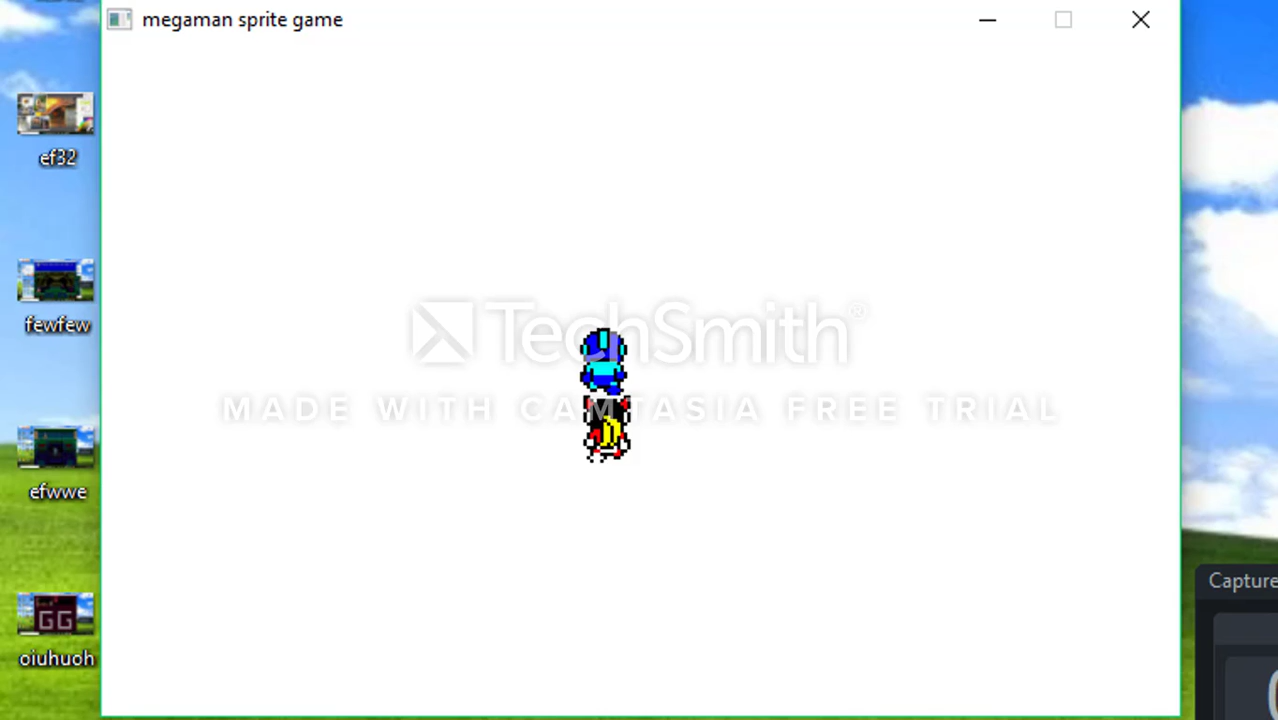 megaman sprite game
ef32
fewfew
TechSmith®
MADE WITH CAMTASIA FREE TRIAL
efwwe
Capture
GG
oiuhuoh